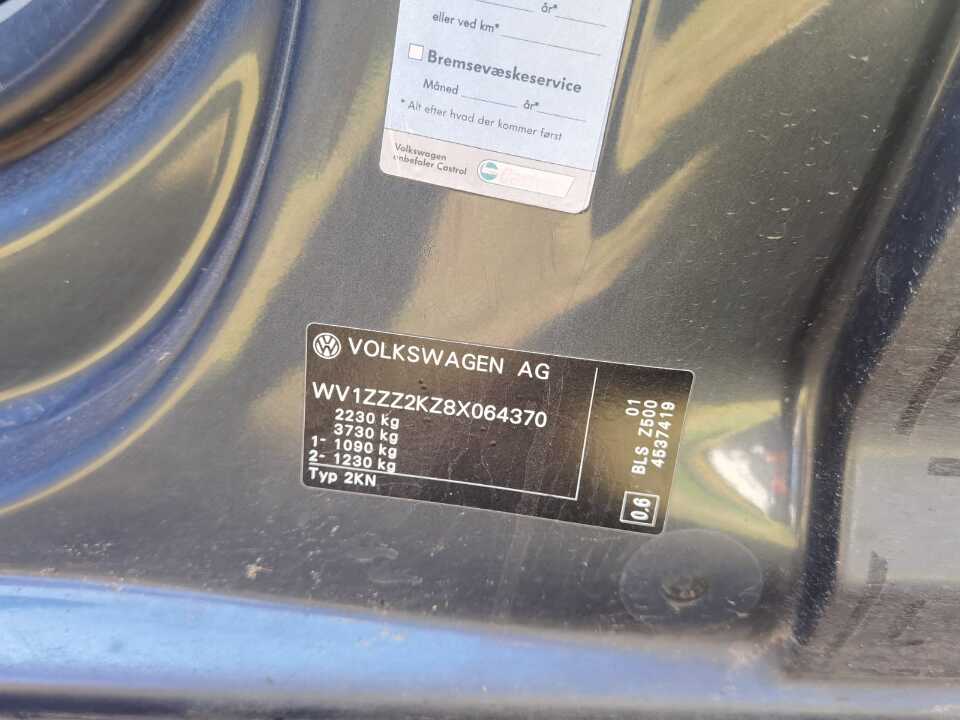 år* 
eller ved km*
Bremsevæskeservice
Måned år*
* Alt efter hvad der kommer først
Volkswagen
anbefaler Castrol
Castrol
VOLKSWAGEN AG
WV1ZZZ2KZ8X064370
2230 kg
3730 kg
1- 1090 kg
2- 1230 kg
Typ 2KN
01
BLS Z500
4537419
0.6